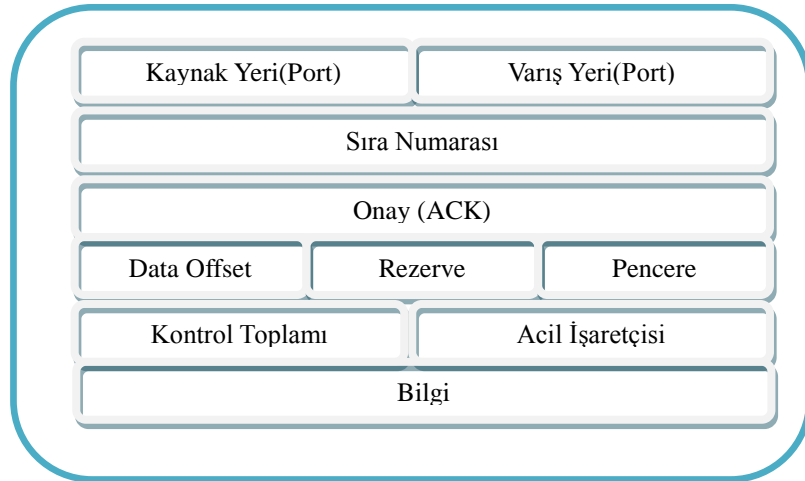 Kaynak Yeri(Port) Varış Yeri(Port)
Sıra Numarası
Onay (ACK)
Data Offset Rezerve Pencere
Kontrol Toplamı Acil İşaretçisi
Bilgi